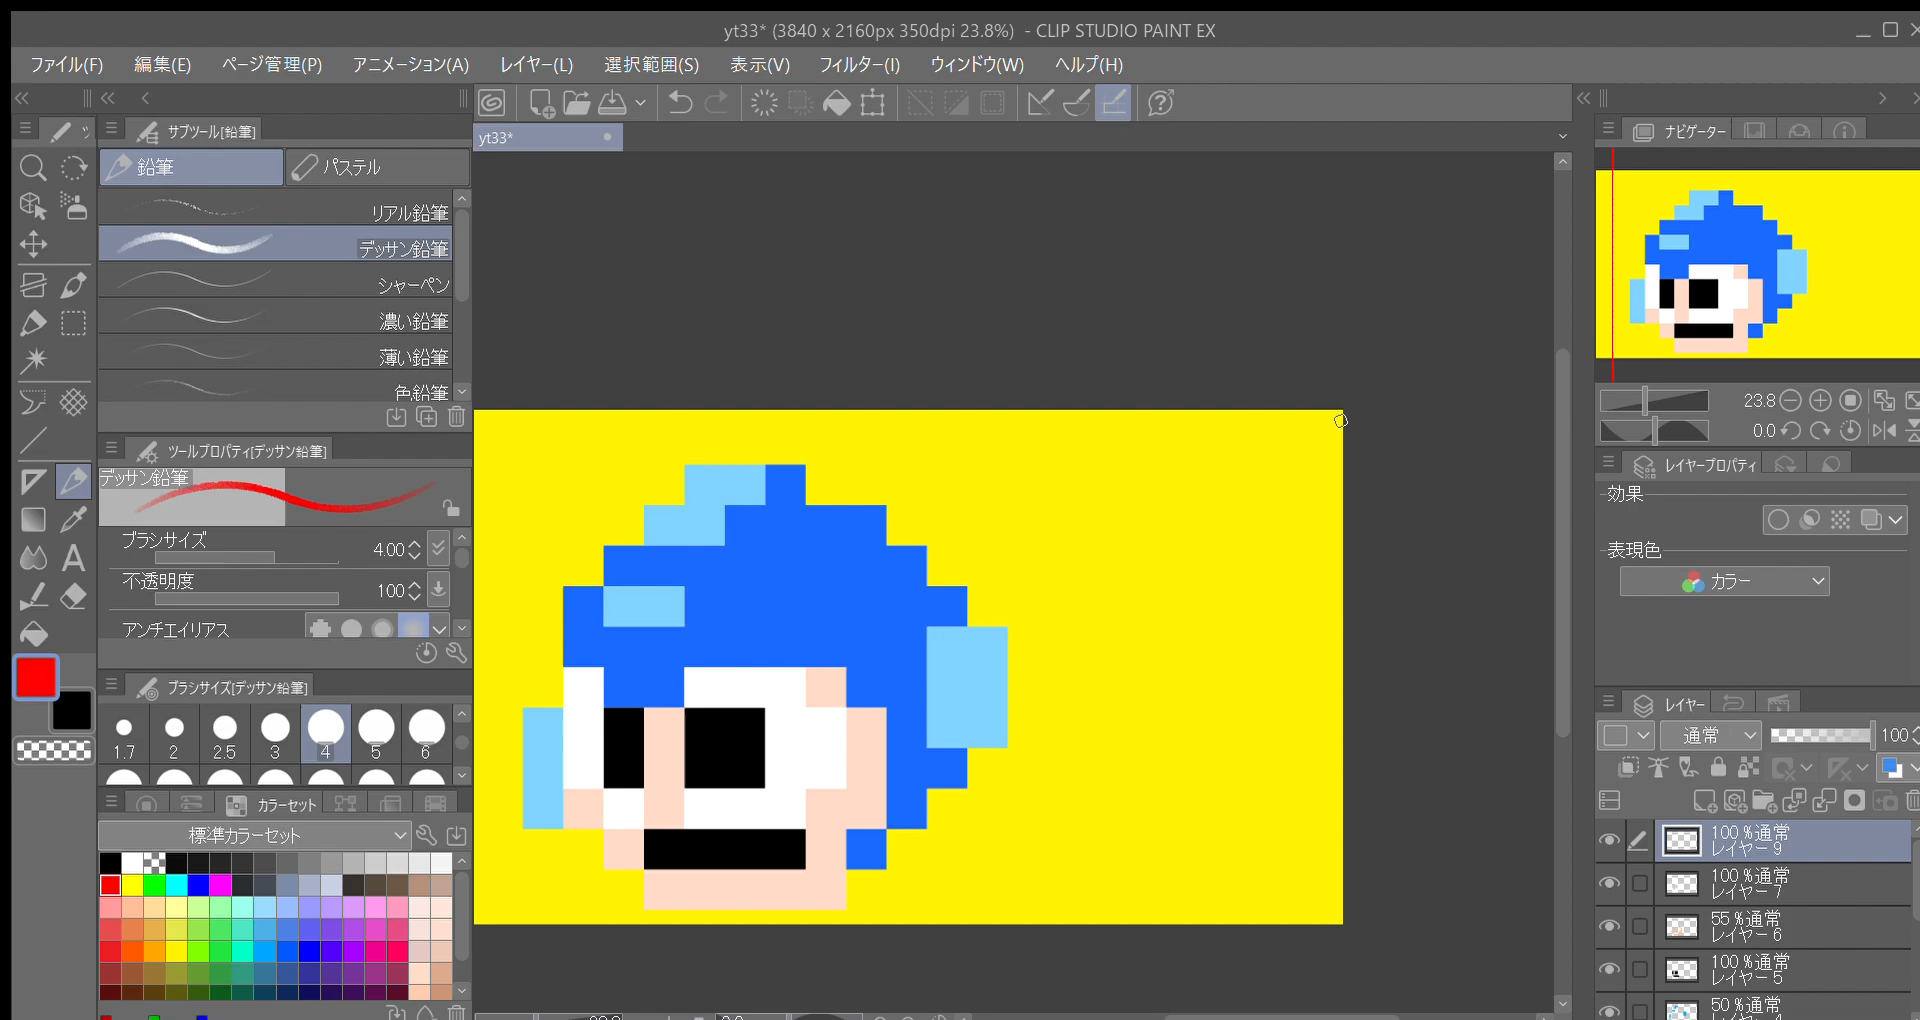 yt33* (3840 x 2160px 350dpi 23.8%) - CLIP STUDIO PAINT EX
ファイル(F) 編集(E) ページ管理(P) アニメーション(A) レイヤー(L) 選択範囲(S) 表示(V) フィルター(I) ウィンドウ(W) ヘルプ(H)
yt33*
サブツール[鉛筆]
鉛筆 パステル
リアル鉛筆
デッサン鉛筆
シャーペン
濃い鉛筆
薄い鉛筆
色鉛筆
ツールプロパティ[デッサン鉛筆]
デッサン鉛筆
ブラシサイズ 4.00
不透明度 100
アンチエイリアス
ブラシサイズ[デッサン鉛筆]
1.7 2 2.5 3 4 5 6
カラーセット
標準カラーセット
ナビゲーター
23.8
0.0
レイヤープロパティ
効果
表現色
カラー
レイヤー
通常 100
100 %通常
レイヤー 9
100 %通常
レイヤー 7
55 %通常
レイヤー 6
100 %通常
レイヤー 5
50 %通常